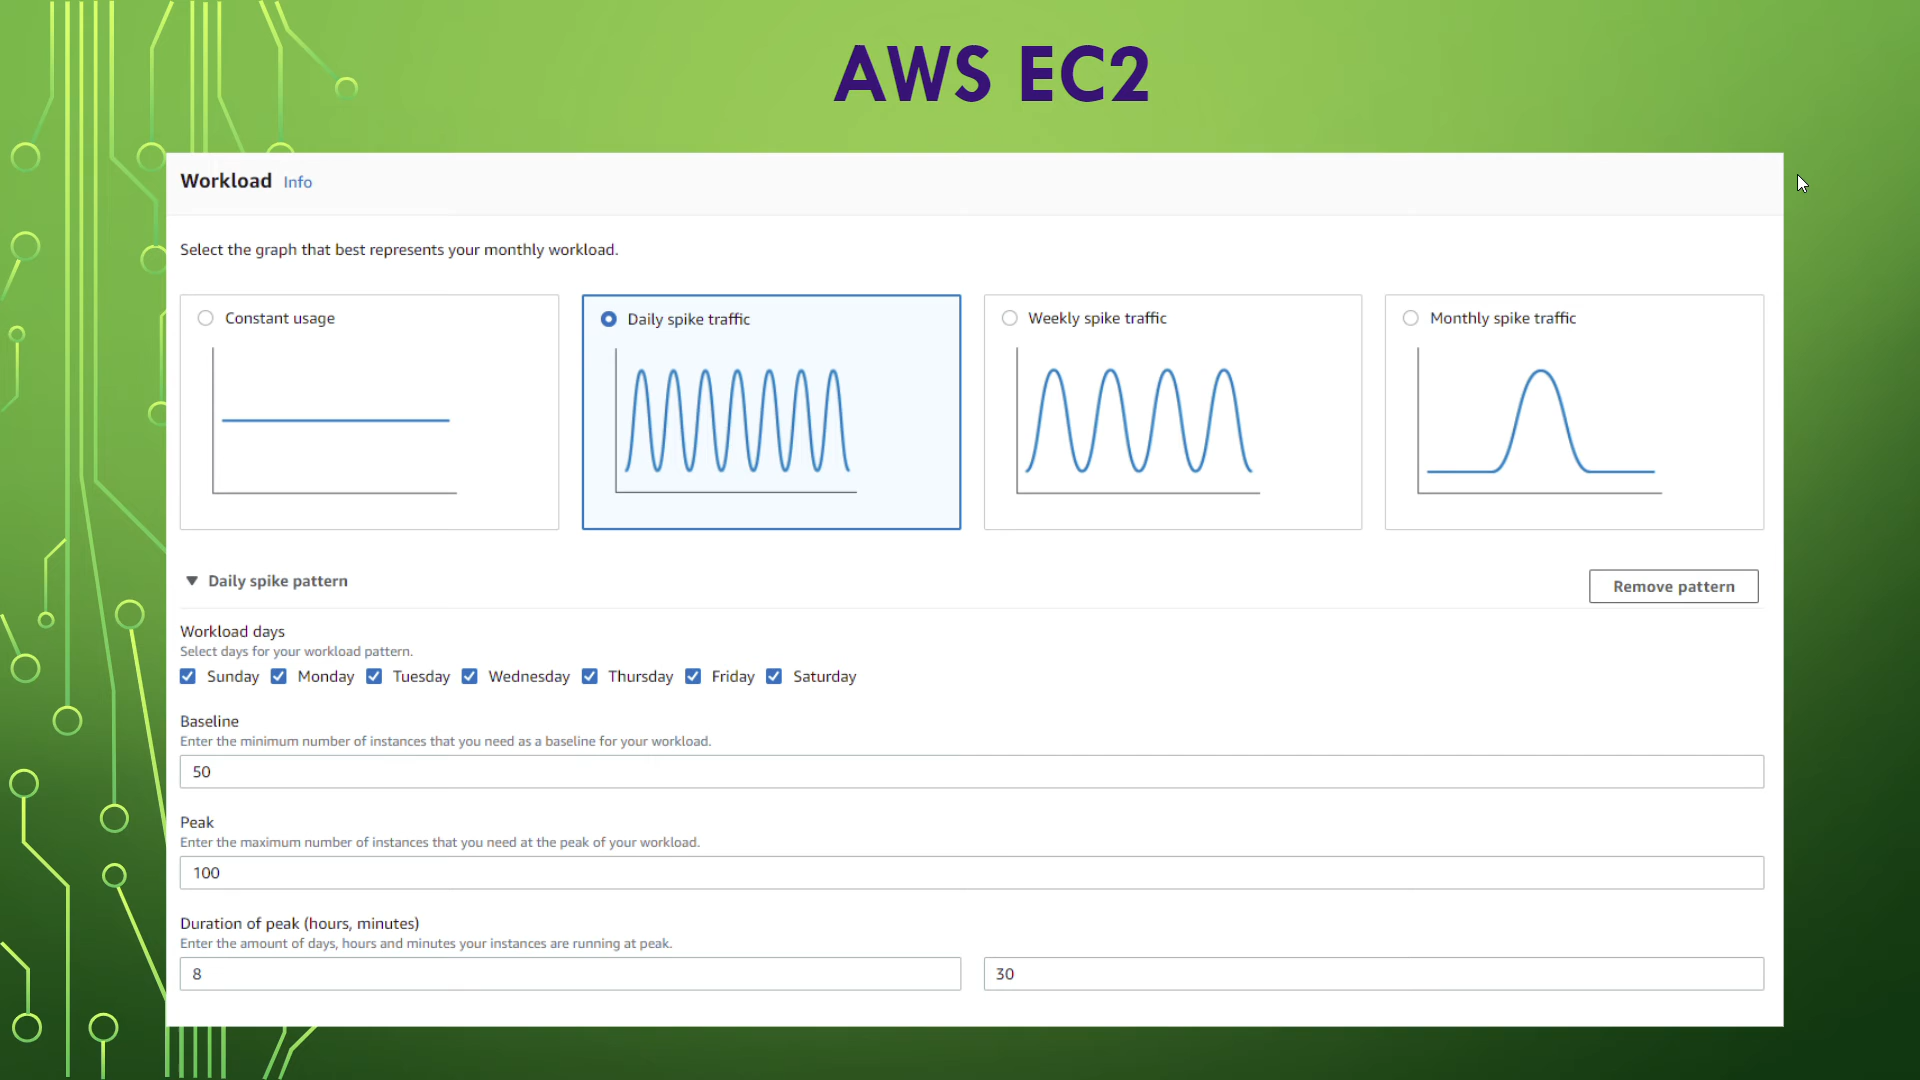 AWS EC2
Workload Info
Select the graph that best represents your monthly workload.
Constant usage
Daily spike traffic
Weekly spike traffic
Monthly spike traffic
Daily spike pattern
Remove pattern
Workload days
Select days for your workload pattern.
Sunday Monday Tuesday Wednesday Thursday Friday Saturday
Baseline
Enter the minimum number of instances that you need as a baseline for your workload.
50
Peak
Enter the maximum number of instances that you need at the peak of your workload.
100
Duration of peak (hours, minutes)
Enter the amount of days, hours and minutes your instances are running at peak.
8 30